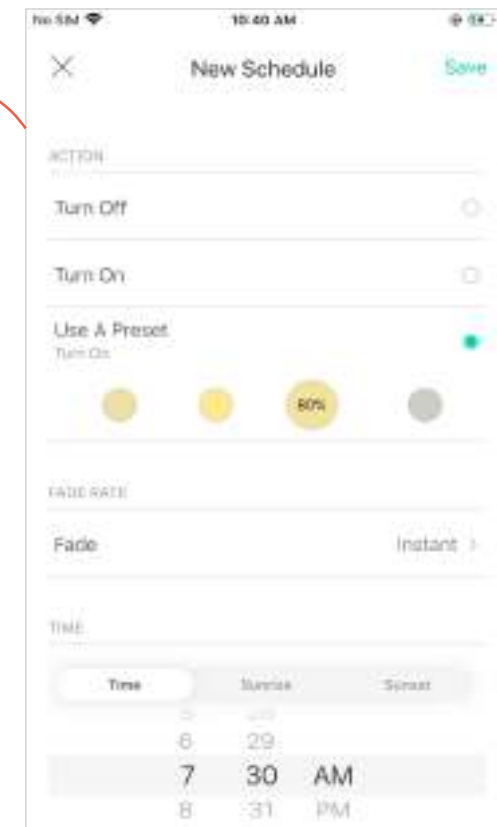 No SIM 10:40 AM
New Schedule Save
ACTION
Turn Off
Turn On
Use A Preset
Turn On
80%
FADE RATE
Fade Instant
TIME
Time Sunrise Sunset
6 29
7 30 AM
8 31 PM